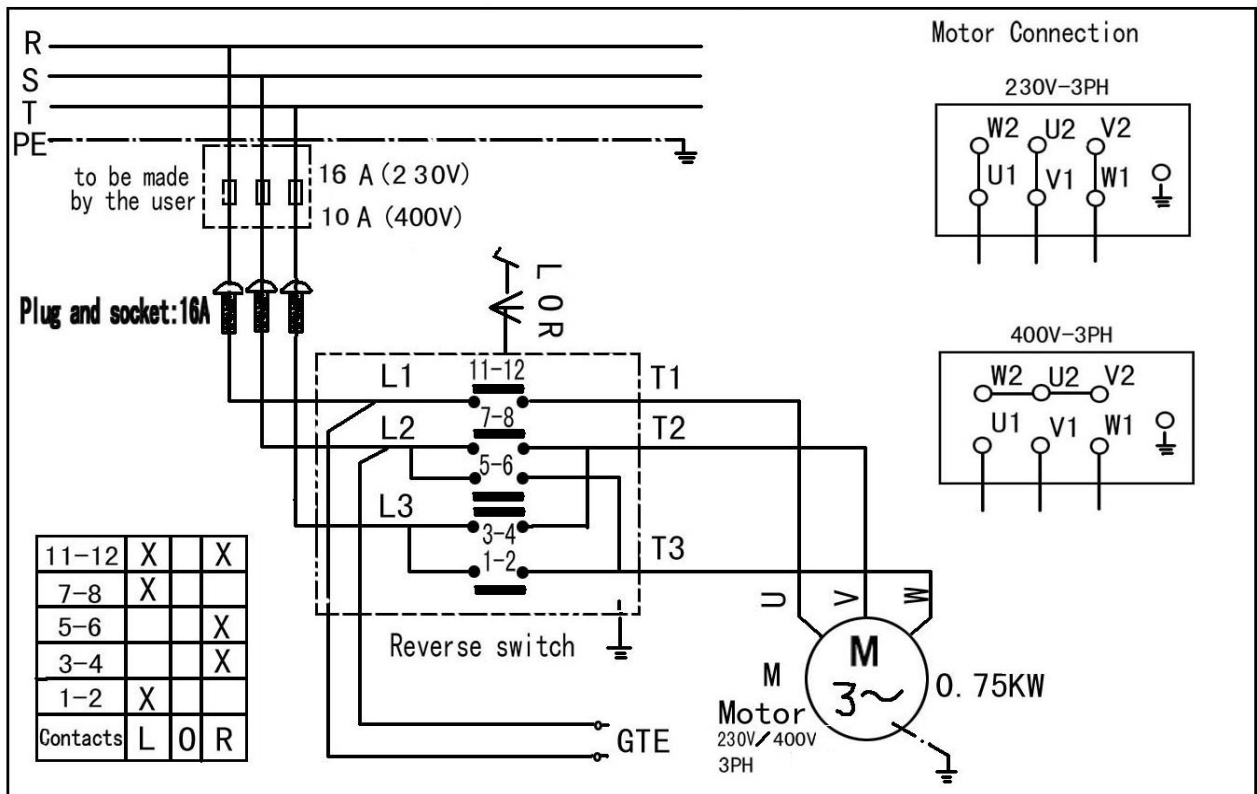 R
S
T
PE
to be made
by the user
16 A (230V)
10 A (400V)
Plug and socket:16A
L O R
L1
L2
L3
11-12
7-8
5-6
3-4
1-2
T1
T2
T3
Reverse switch
GTE
U
V
W
M
3~
0.75KW
M
Motor
230V/400V
3PH
11-12 X X
7-8 X
5-6 X
3-4 X
1-2 X
Contacts L O R
Motor Connection
230V-3PH
W2 U2 V2
U1 V1 W1
400V-3PH
W2 U2 V2
U1 V1 W1